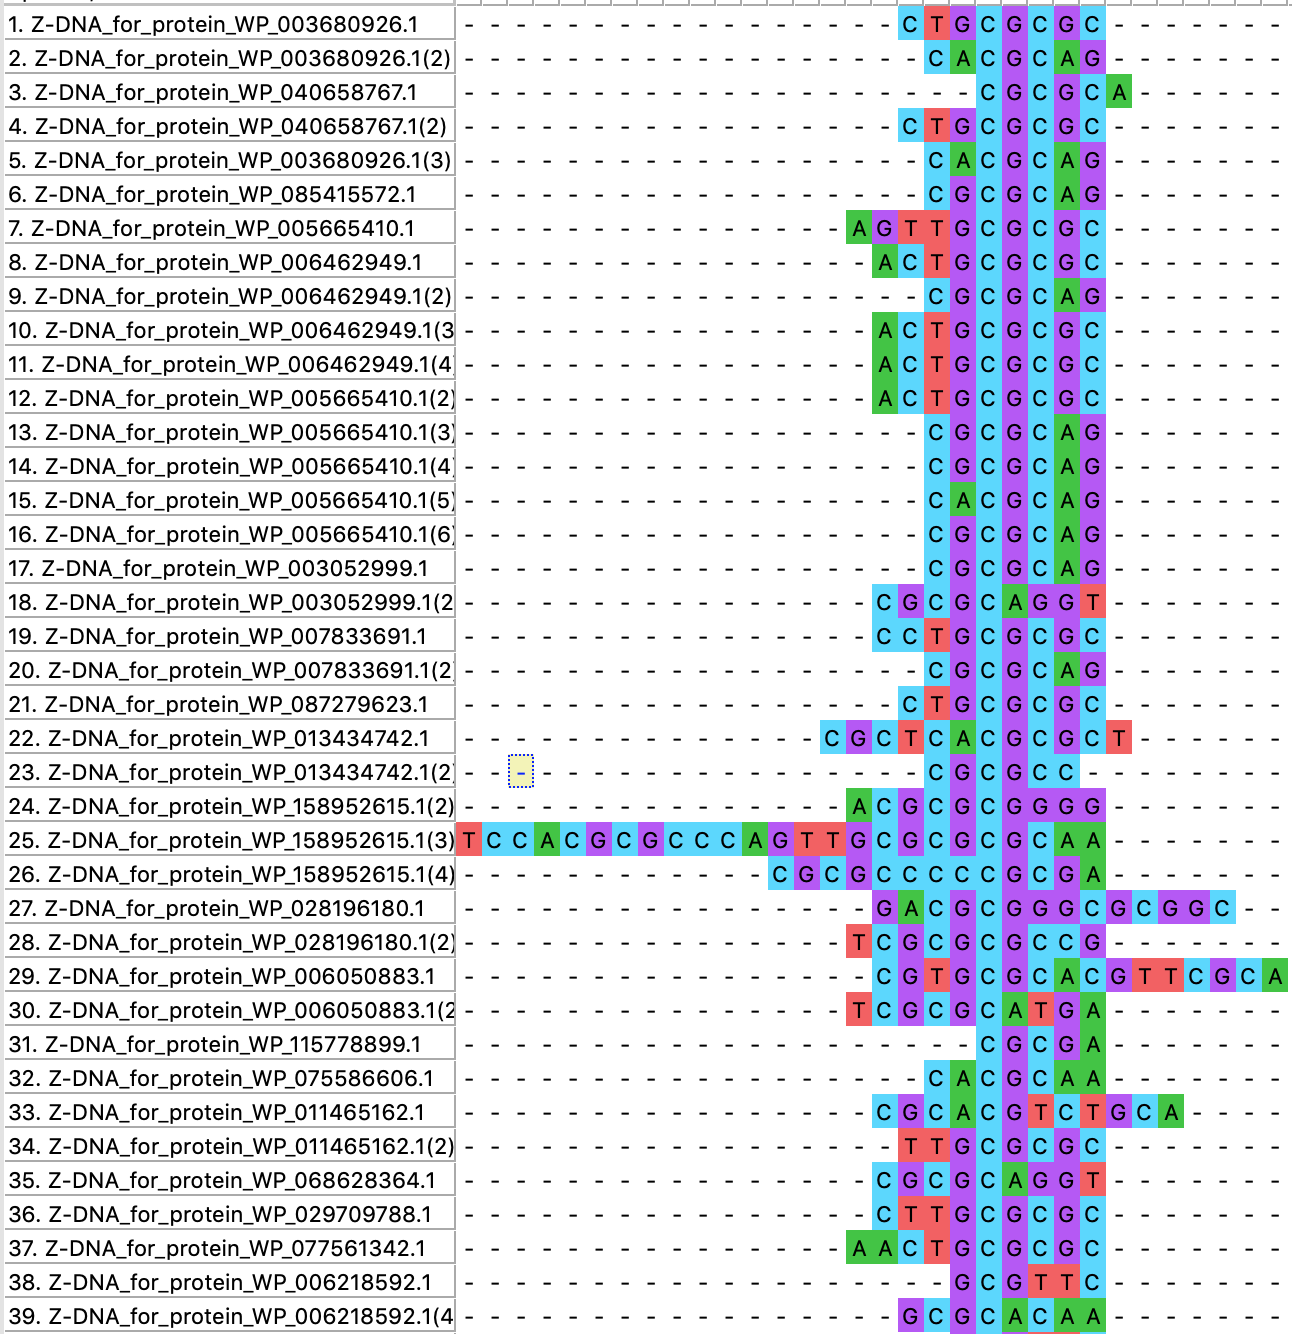 1. Z-DNA_for_protein_WP_003680926.1 - - - - - - - - - - - - - - - - - C T G C G C G C - - - - - - -
2. Z-DNA_for_protein_WP_003680926.1(2) - - - - - - - - - - - - - - - - - - C A C G C A G - - - - - - -
3. Z-DNA_for_protein_WP_040658767.1 - - - - - - - - - - - - - - - - - - - - C G C G C A - - - - - -
4. Z-DNA_for_protein_WP_040658767.1(2) - - - - - - - - - - - - - - - - - C T G C G C G C - - - - - - -
5. Z-DNA_for_protein_WP_003680926.1(3) - - - - - - - - - - - - - - - - - - C A C G C A G - - - - - - -
6. Z-DNA_for_protein_WP_085415572.1 - - - - - - - - - - - - - - - - - - C G C G C A G - - - - - - -
7. Z-DNA_for_protein_WP_005665410.1 - - - - - - - - - - - - - - - A G T T G C G C G C - - - - - - -
8. Z-DNA_for_protein_WP_006462949.1 - - - - - - - - - - - - - - - - A C T G C G C G C - - - - - - -
9. Z-DNA_for_protein_WP_006462949.1(2) - - - - - - - - - - - - - - - - - - C G C G C A G - - - - - - -
10. Z-DNA_for_protein_WP_006462949.1(3 - - - - - - - - - - - - - - - - A C T G C G C G C - - - - - - -
11. Z-DNA_for_protein_WP_006462949.1(4 - - - - - - - - - - - - - - - - A C T G C G C G C - - - - - - -
12. Z-DNA_for_protein_WP_005665410.1(2) - - - - - - - - - - - - - - - - A C T G C G C G C - - - - - - -
13. Z-DNA_for_protein_WP_005665410.1(3) - - - - - - - - - - - - - - - - - - C G C G C A G - - - - - - -
14. Z-DNA_for_protein_WP_005665410.1(4 - - - - - - - - - - - - - - - - - - C G C G C A G - - - - - - -
15. Z-DNA_for_protein_WP_005665410.1(5) - - - - - - - - - - - - - - - - - - C A C G C A G - - - - - - -
16. Z-DNA_for_protein_WP_005665410.1(6) - - - - - - - - - - - - - - - - - - C G C G C A G - - - - - - -
17. Z-DNA_for_protein_WP_003052999.1 - - - - - - - - - - - - - - - - - - C G C G C A G - - - - - - -
18. Z-DNA_for_protein_WP_003052999.1(2 - - - - - - - - - - - - - - - - C G C G C A G G T - - - - - - -
19. Z-DNA_for_protein_WP_007833691.1 - - - - - - - - - - - - - - - - C C T G C G C G C - - - - - - -
20. Z-DNA_for_protein_WP_007833691.1(2 - - - - - - - - - - - - - - - - - - C G C G C A G - - - - - - -
21. Z-DNA_for_protein_WP_087279623.1 - - - - - - - - - - - - - - - - - C T G C G C G C - - - - - - -
22. Z-DNA_for_protein_WP_013434742.1 - - - - - - - - - - - - - - C G C T C A C G C G C T - - - - - -
23. Z-DNA_for_protein_WP_013434742.1(2 - - - - - - - - - - - - - - - - - - C G C G C C - - - - - - - -
24. Z-DNA_for_protein_WP_158952615.1(2) - - - - - - - - - - - - - - - A C G C G C G G G G - - - - - - -
25. Z-DNA_for_protein_WP_158952615.1(3) T C C A C G C G C C C A G T T G C G C G C G C A A - - - - - - -
26. Z-DNA_for_protein_WP_158952615.1(4) - - - - - - - - - - - - C G C G C C C C C G C G A - - - - - - -
27. Z-DNA_for_protein_WP_028196180.1 - - - - - - - - - - - - - - - - G A C G C G G G C G C G G C - -
28. Z-DNA_for_protein_WP_028196180.1(2) - - - - - - - - - - - - - - - T C G C G C G C C G - - - - - - -
29. Z-DNA_for_protein_WP_006050883.1 - - - - - - - - - - - - - - - - C G T G C G C A C G T T C G C A
30. Z-DNA_for_protein_WP_006050883.1(2 - - - - - - - - - - - - - - - T C G C G C A T G A - - - - - - -
31. Z-DNA_for_protein_WP_115778899.1 - - - - - - - - - - - - - - - - - - - - C G C G A - - - - - - -
32. Z-DNA_for_protein_WP_075586606.1 - - - - - - - - - - - - - - - - - - C A C G C A A - - - - - - -
33. Z-DNA_for_protein_WP_011465162.1 - - - - - - - - - - - - - - - - C G C A C G T C T G C A - - - -
34. Z-DNA_for_protein_WP_011465162.1(2) - - - - - - - - - - - - - - - - - T T G C G C G C - - - - - - -
35. Z-DNA_for_protein_WP_068628364.1 - - - - - - - - - - - - - - - - C G C G C A G G T - - - - - - -
36. Z-DNA_for_protein_WP_029709788.1 - - - - - - - - - - - - - - - - C T T G C G C G C - - - - - - -
37. Z-DNA_for_protein_WP_077561342.1 - - - - - - - - - - - - - - - A A C T G C G C G C - - - - - - -
38. Z-DNA_for_protein_WP_006218592.1 - - - - - - - - - - - - - - - - - - - G C G T T C - - - - - - -
39. Z-DNA_for_protein_WP_006218592.1(4 - - - - - - - - - - - - - - - - - G C G C A C A A - - - - - - -